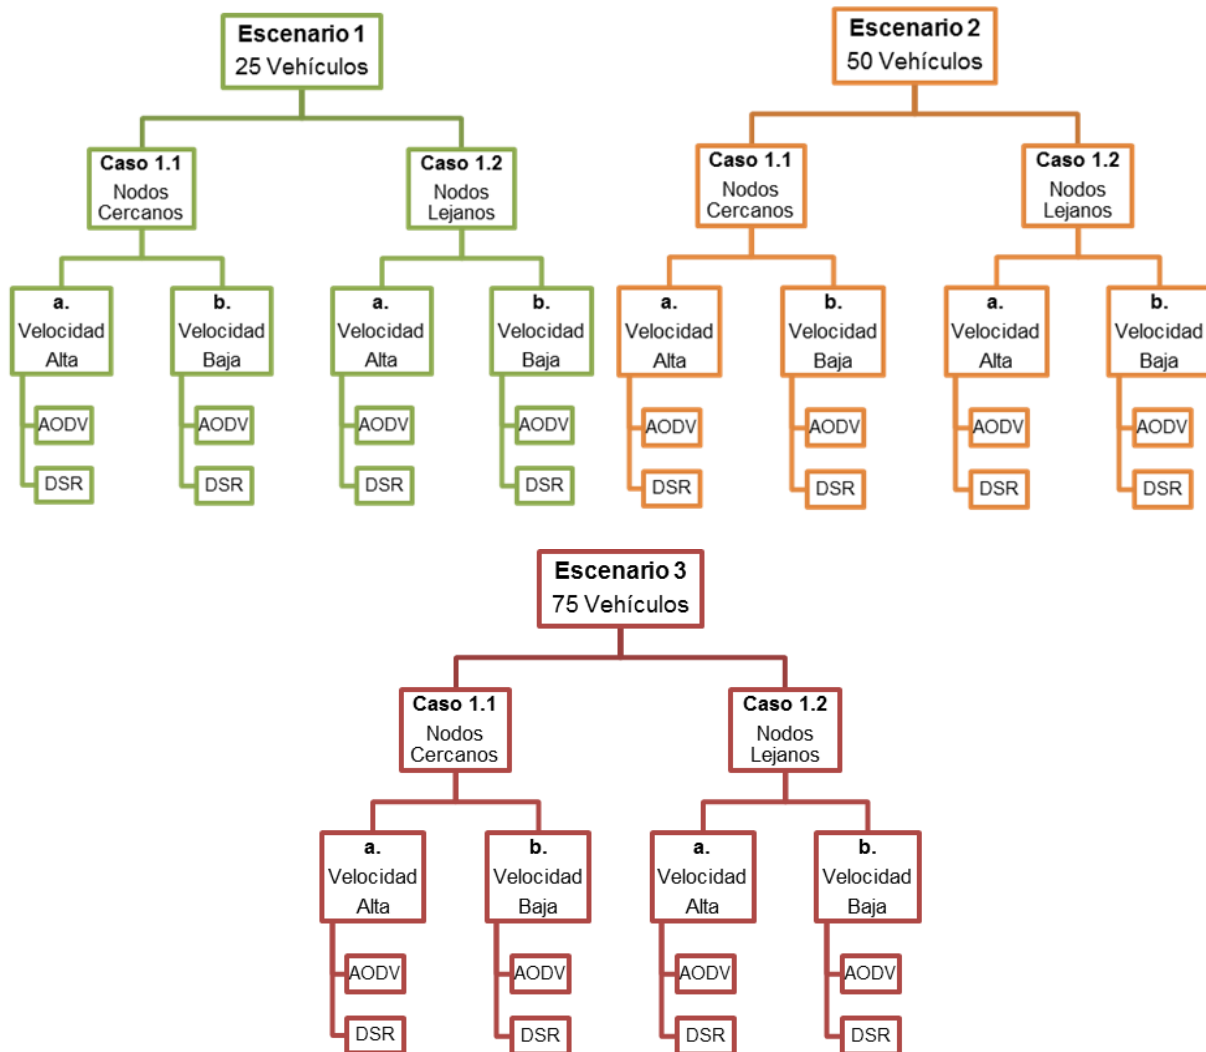 Escenario 1
25 Vehículos
Caso 1.1
Nodos
Cercanos
Caso 1.2
Nodos
Lejanos
a.
Velocidad
Alta
b.
Velocidad
Baja
a.
Velocidad
Alta
b.
Velocidad
Baja
AODV
AODV
AODV
AODV
DSR
DSR
DSR
DSR
Escenario 2
50 Vehículos
Caso 1.1
Nodos
Cercanos
Caso 1.2
Nodos
Lejanos
a.
Velocidad
Alta
b.
Velocidad
Baja
a.
Velocidad
Alta
b.
Velocidad
Baja
AODV
AODV
AODV
AODV
DSR
DSR
DSR
DSR
Escenario 3
75 Vehículos
Caso 1.1
Nodos
Cercanos
Caso 1.2
Nodos
Lejanos
a.
Velocidad
Alta
b.
Velocidad
Baja
a.
Velocidad
Alta
b.
Velocidad
Baja
AODV
AODV
AODV
AODV
DSR
DSR
DSR
DSR